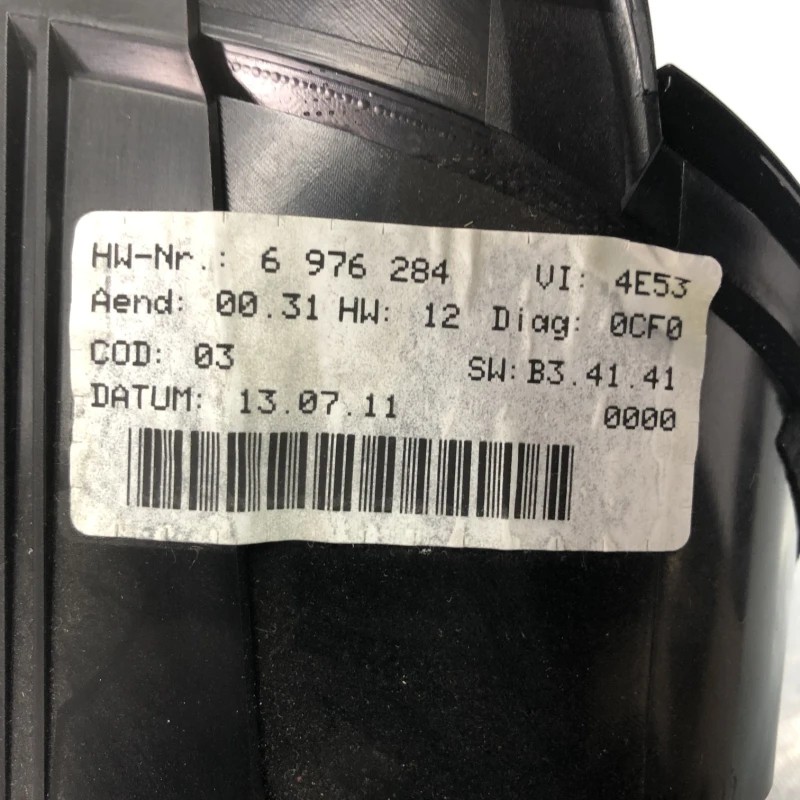 HW-Nr.: 6 976 284 VI: 4E53
Aend: 00.31 HW: 12 Diag: 0CF0
COD: 03 SW: B3.41.41
DATUM: 13.07.11 0000